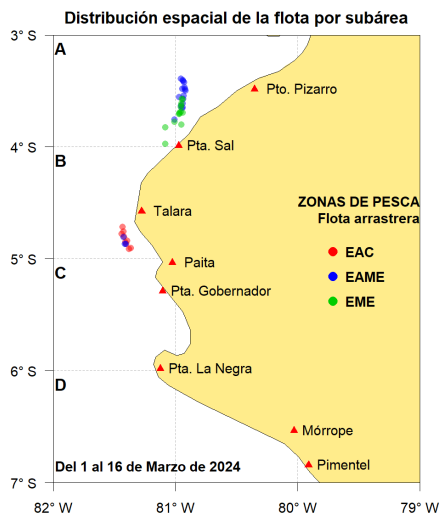 Distribución espacial de la flota por subárea
3° S
A
Pto. Pizarro
4° S
Pta. Sal
B
ZONAS DE PESCA
Flota arrastrera
Talara
EAC
5° S
Paita
C
EAME
Pta. Gobernador
EME
6° S
Pta. La Negra
D
Mórrope
Del 1 al 16 de Marzo de 2024
Pimentel
7° S
82° W
81° W
80° W
79° W